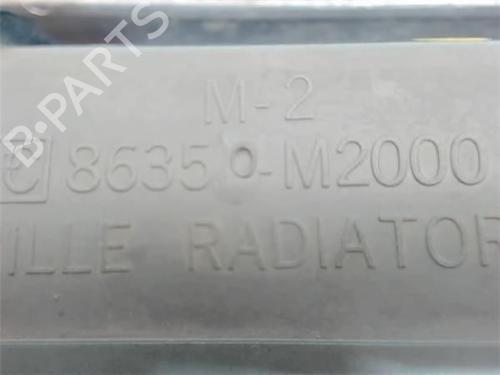 B-PARTS
M-2
C 86350-M2000
ILLE RADIATOR